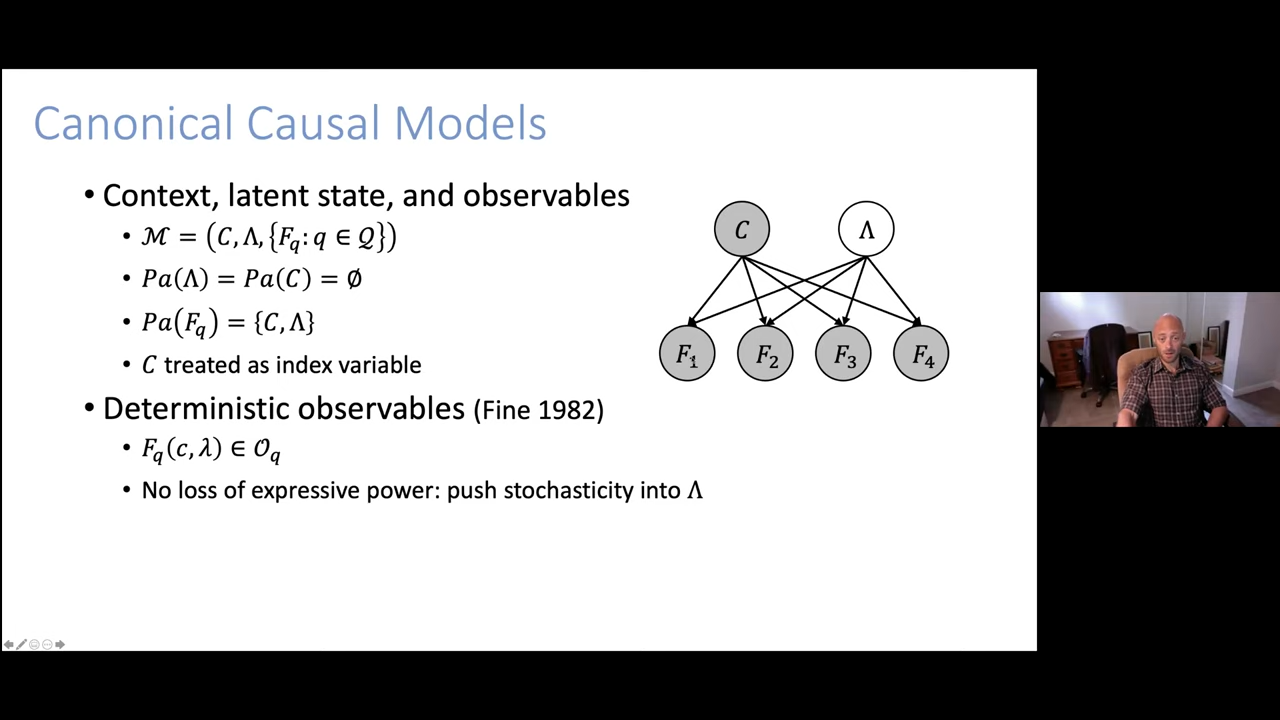 Canonical Causal Models
• Context, latent state, and observables
• ℳ = (C, Λ, {F_q : q ∈ 𝒬})
• Pa(Λ) = Pa(C) = ∅
• Pa(F_q) = {C, Λ}
• C treated as index variable
• Deterministic observables (Fine 1982)
• F_q(c, λ) ∈ 𝒪_q
• No loss of expressive power: push stochasticity into Λ
C Λ
F₁ F₂ F₃ F₄